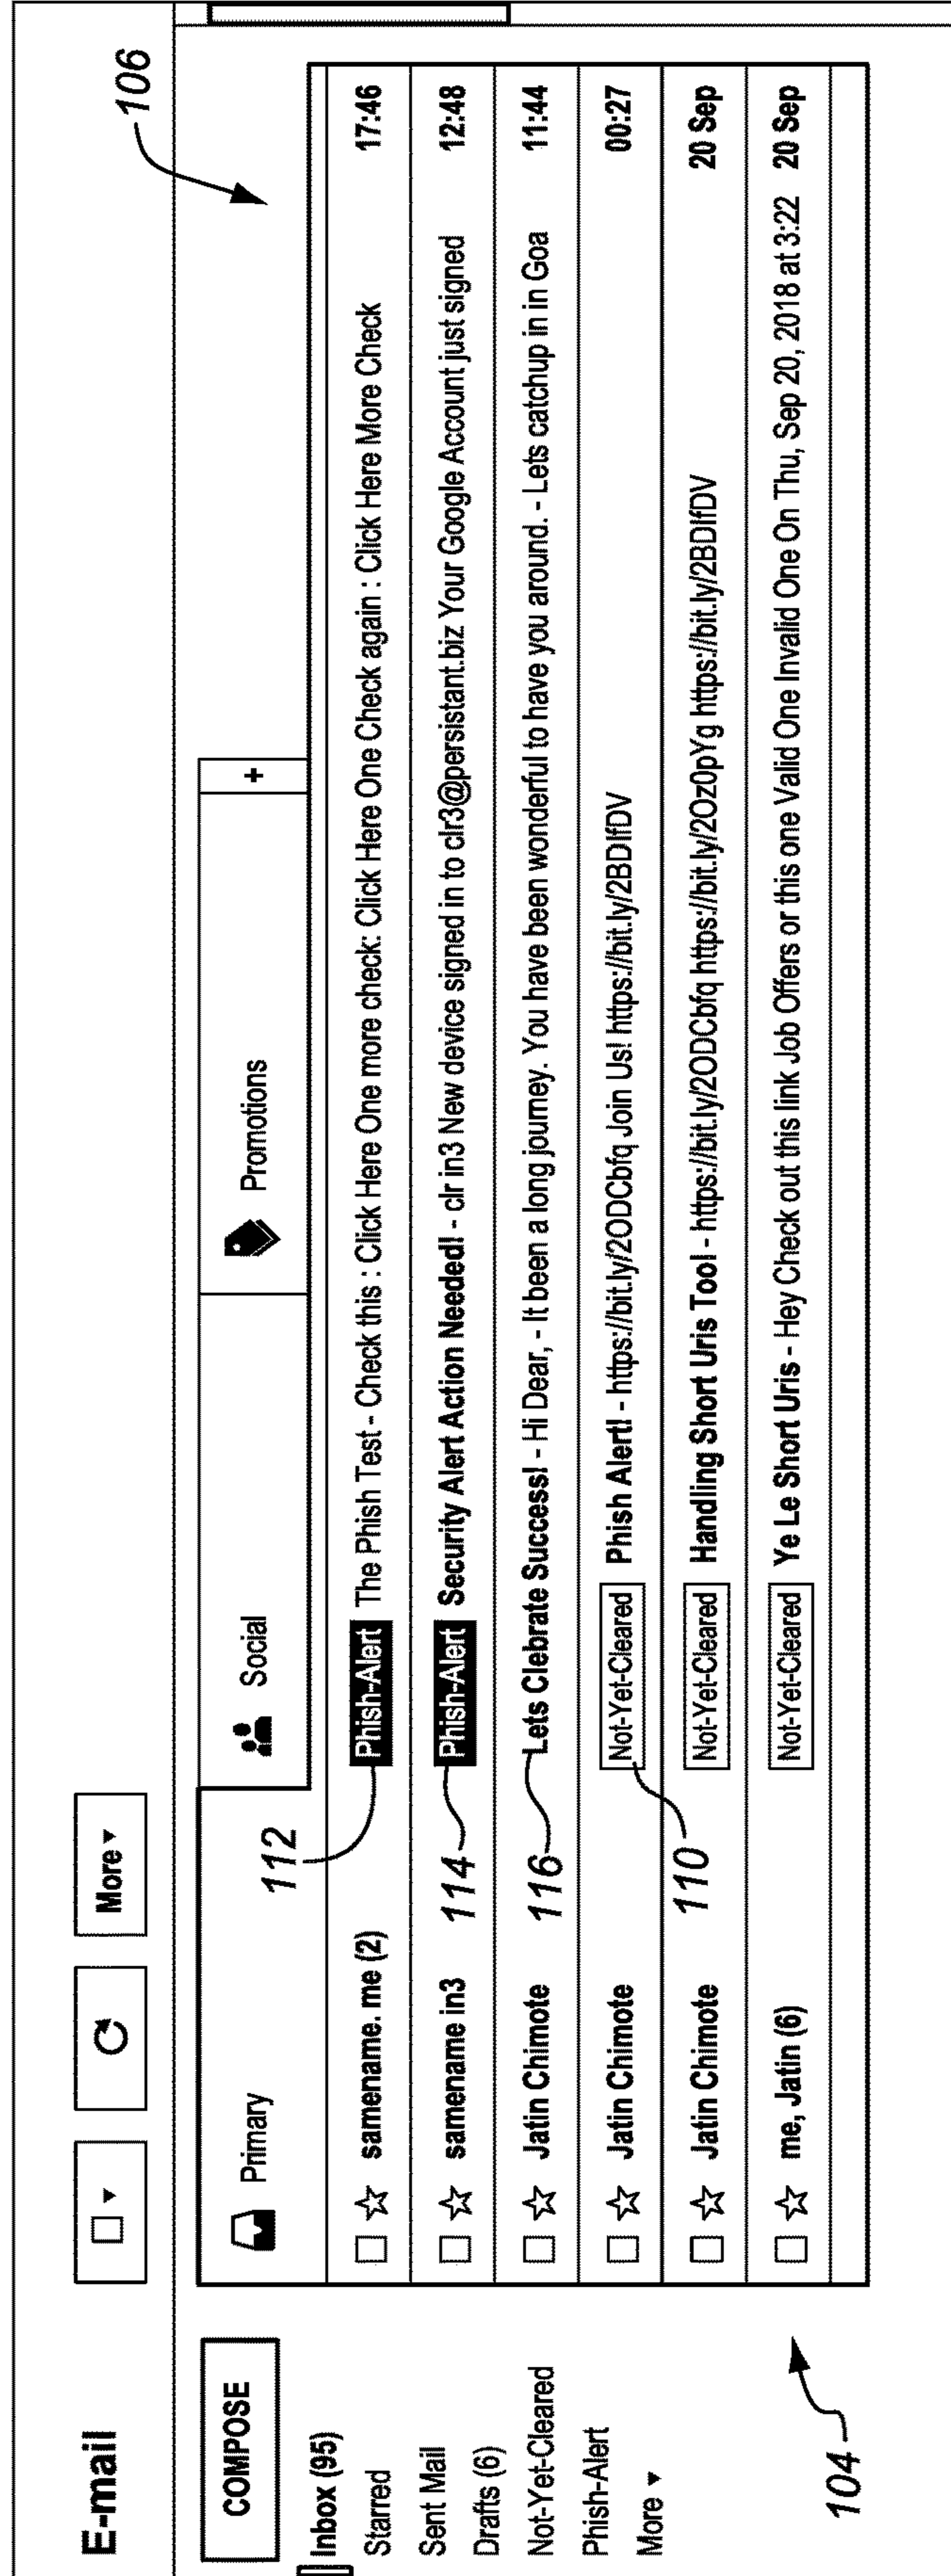 E-mail
More
106
COMPOSE
Inbox (95)
Starred
Sent Mail
Drafts (6)
Not-Yet-Cleared
Phish-Alert
More
104
Primary
Social
Promotions
+
112
samename. me (2) Phish-Alert The Phish Test - Check this : Click Here One more check: Click Here One Check again : Click Here More Check 17:46
114
samename in3 Phish-Alert Security Alert Action Needed! - clr in3 New device signed in to clr3@persistant.biz Your Google Account just signed 12:48
116
Jatin Chimote Lets Clebrate Success! - Hi Dear, - It been a long journey. You have been wonderful to have you around. - Lets catchup in in Goa 11:44
Jatin Chimote Not-Yet-Cleared Phish Alert! - https://bit.ly/2ODCbfq Join Us! https://bit.ly/2BDIfDV 00:27
110
Jatin Chimote Not-Yet-Cleared Handling Short Uris Tool - https://bit.ly/2ODCbfq https://bit.ly/2Oz0pYg https://bit.ly/2BDIfDV 20 Sep
me, Jatin (6) Not-Yet-Cleared Ye Le Short Uris - Hey Check out this link Job Offers or this one Valid One Invalid One On Thu, Sep 20, 2018 at 3:22 20 Sep